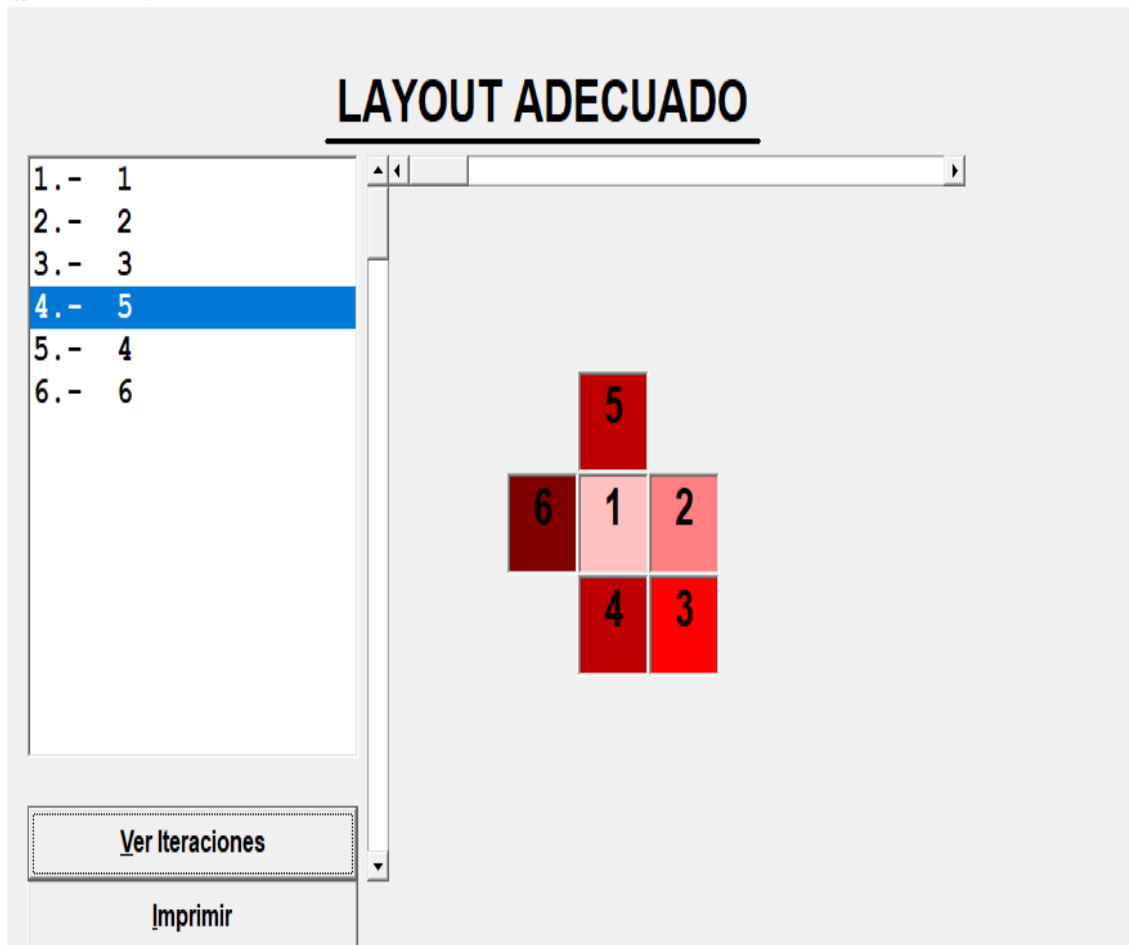 LAYOUT ADECUADO
1.- 1
2.- 2
3.- 3
4.- 5
5.- 4
6.- 6
5
6 1 2
4 3
Ver Iteraciones
Imprimir